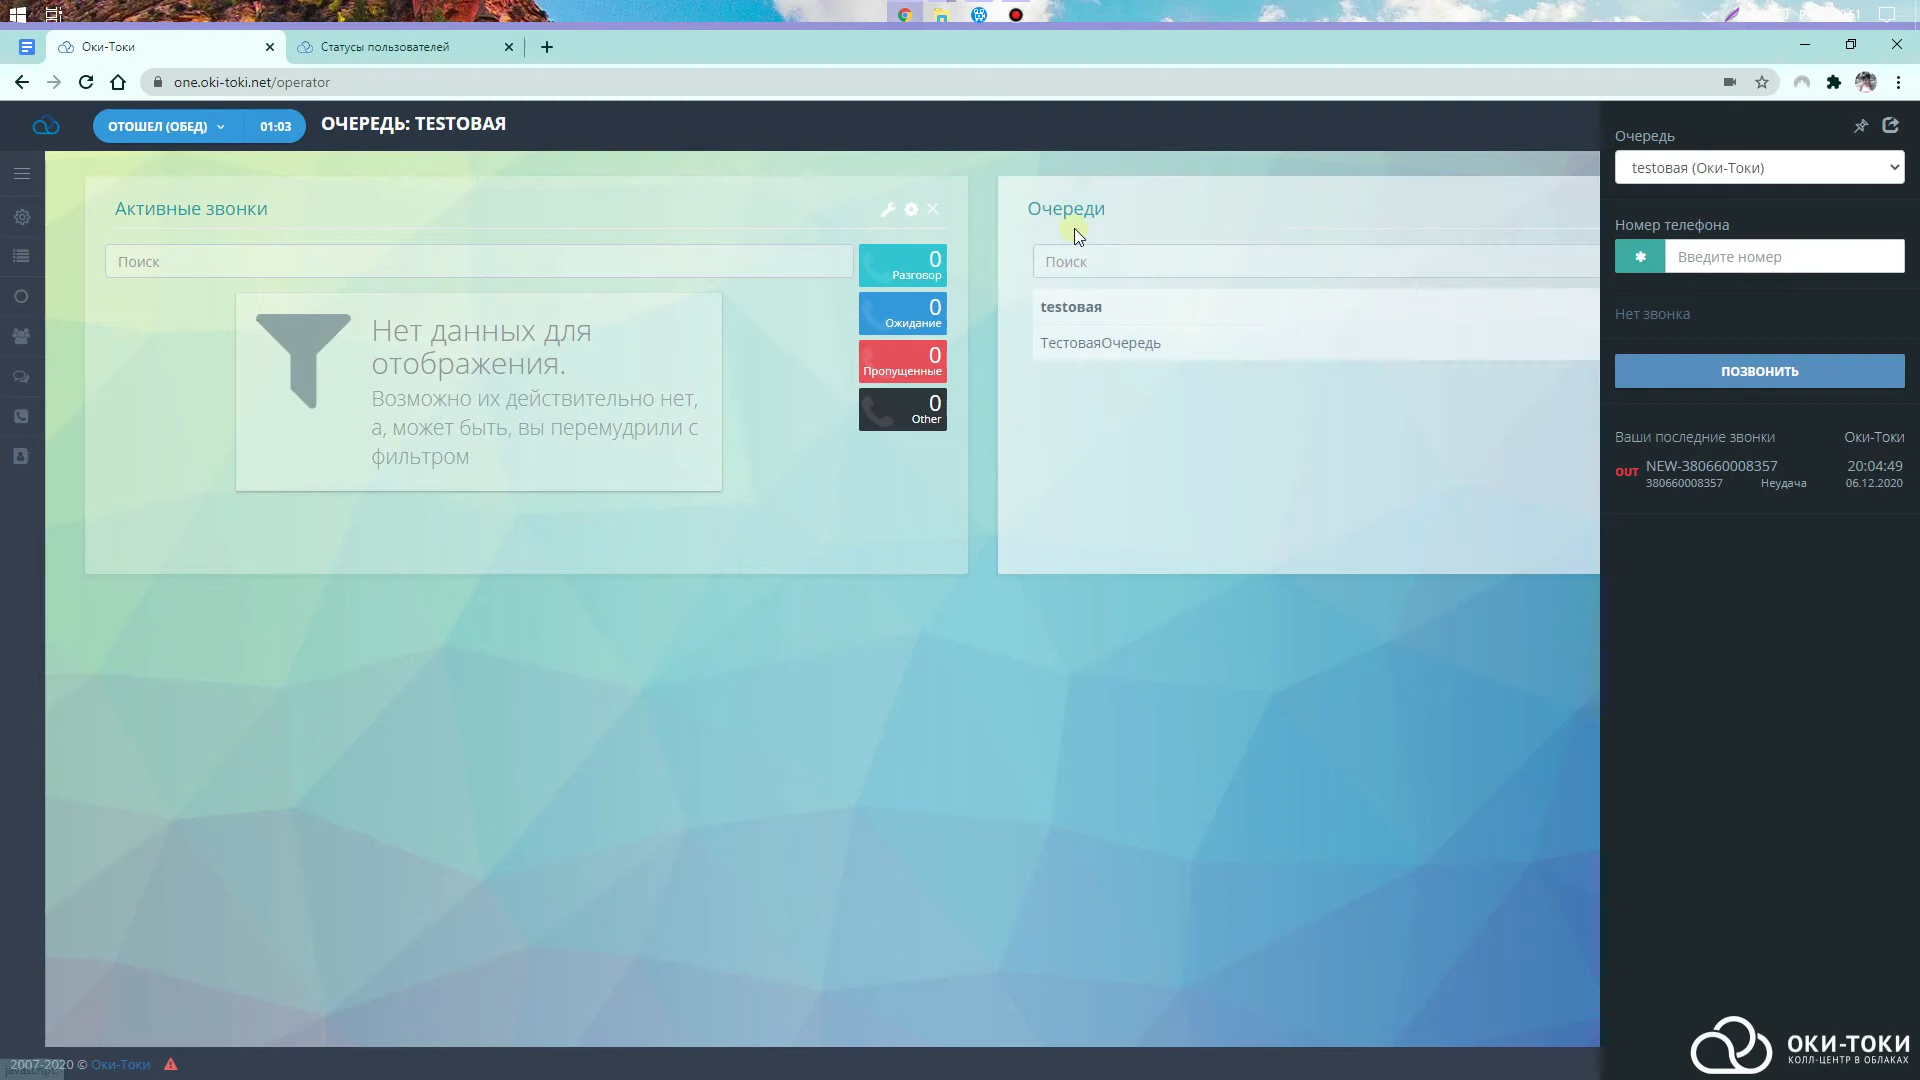 Оки-Токи
Статусы пользователей
one.oki-toki.net/operator
ОТОШЕЛ (ОБЕД)
01:03
ОЧЕРЕДЬ: TESTОВАЯ
Активные звонки
Поиск
0
Разговор
0
Ожидание
0
Пропущенные
0
Other
Нет данных для
отображения.
Возможно их действительно нет,
а, может быть, вы перемудрили с
фильтром
Очереди
Поиск
testовая
ТестоваяОчередь
Очередь
testовая (Оки-Токи)
Номер телефона
Введите номер
Нет звонка
ПОЗВОНИТЬ
Ваши последние звонки
Оки-Токи
OUT
NEW-380660008357
20:04:49
380660008357
Неудача
06.12.2020
2007-2020 © Оки-Токи
ОКИ-ТОКИ
КОЛЛ-ЦЕНТР В ОБЛАКАХ